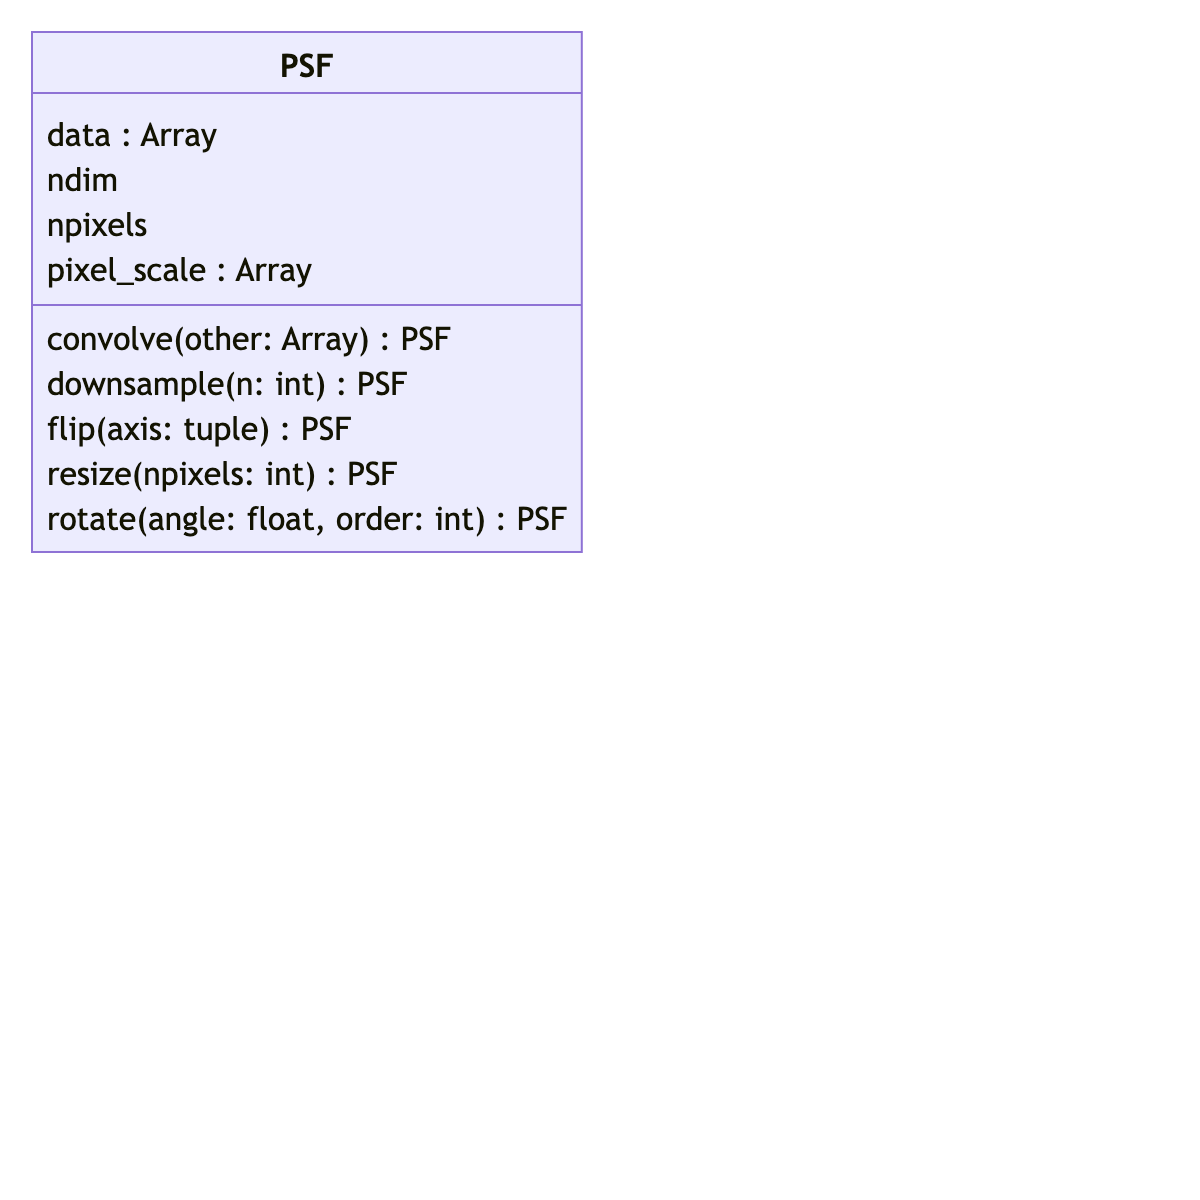 PSF
data : Array
ndim
npixels
pixel_scale : Array
convolve(other: Array) : PSF
downsample(n: int) : PSF
flip(axis: tuple) : PSF
resize(npixels: int) : PSF
rotate(angle: float, order: int) : PSF